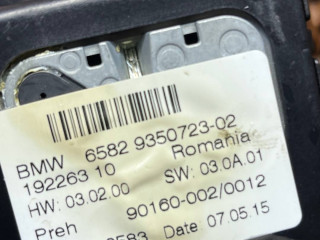 BMW 6582 9350723-02
192263 10 Romania
HW: 03.02.00 SW: 03.0A.01
90160-002/0012
Preh
8583 Date: 07.05.15